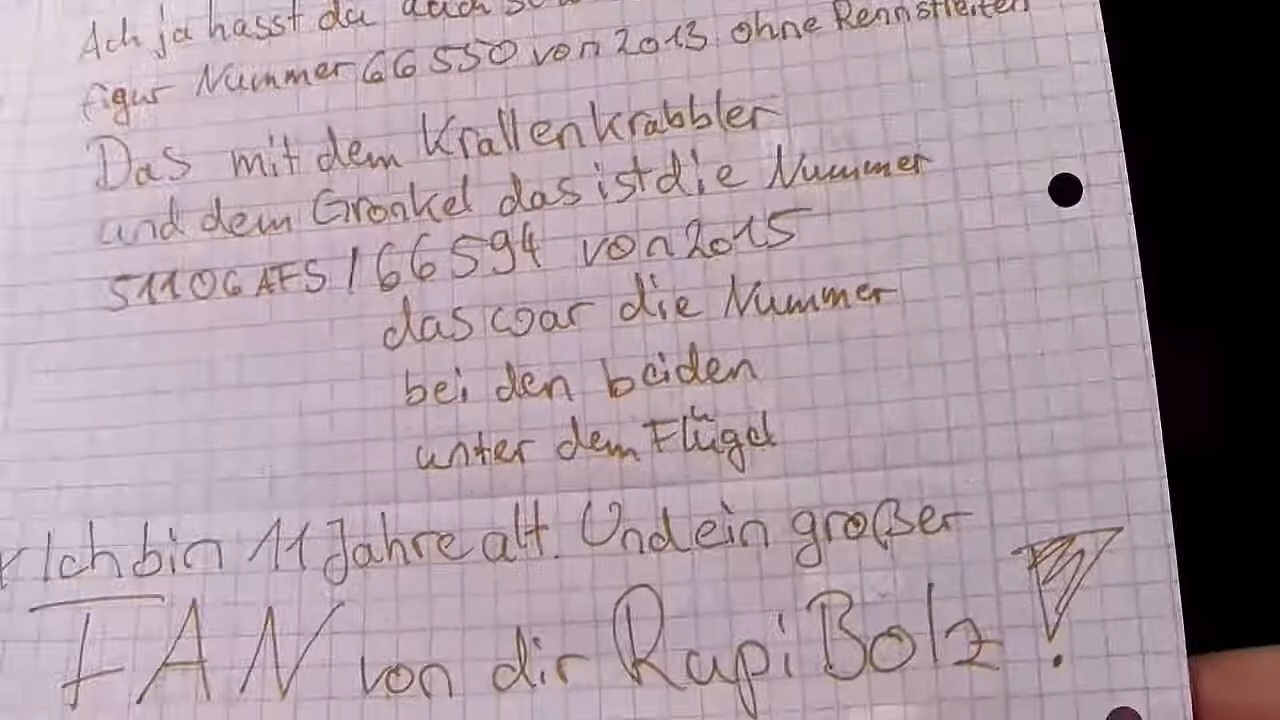 Ach ja hasst du auch
figur Nummer 66550 von 2013 ohne Rennstreifen
Das mit dem Krallenkrabbler
und dem Gronkel das ist die Nummer
51106AFS / 66594 von 2015
das war die Nummer
bei den beiden
unter dem Flügel
Ich bin 11 Jahre alt. Und ein großer
FAN von dir RapiBolz!